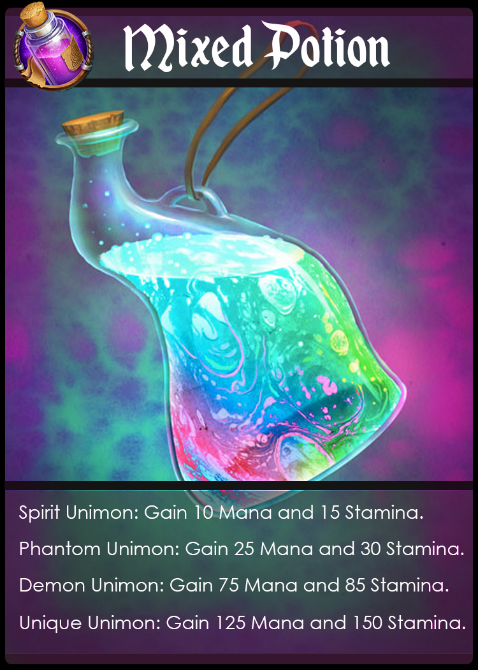 Mixed Potion
Spirit Unimon: Gain 10 Mana and 15 Stamina.
Phantom Unimon: Gain 25 Mana and 30 Stamina.
Demon Unimon: Gain 75 Mana and 85 Stamina.
Unique Unimon: Gain 125 Mana and 150 Stamina.